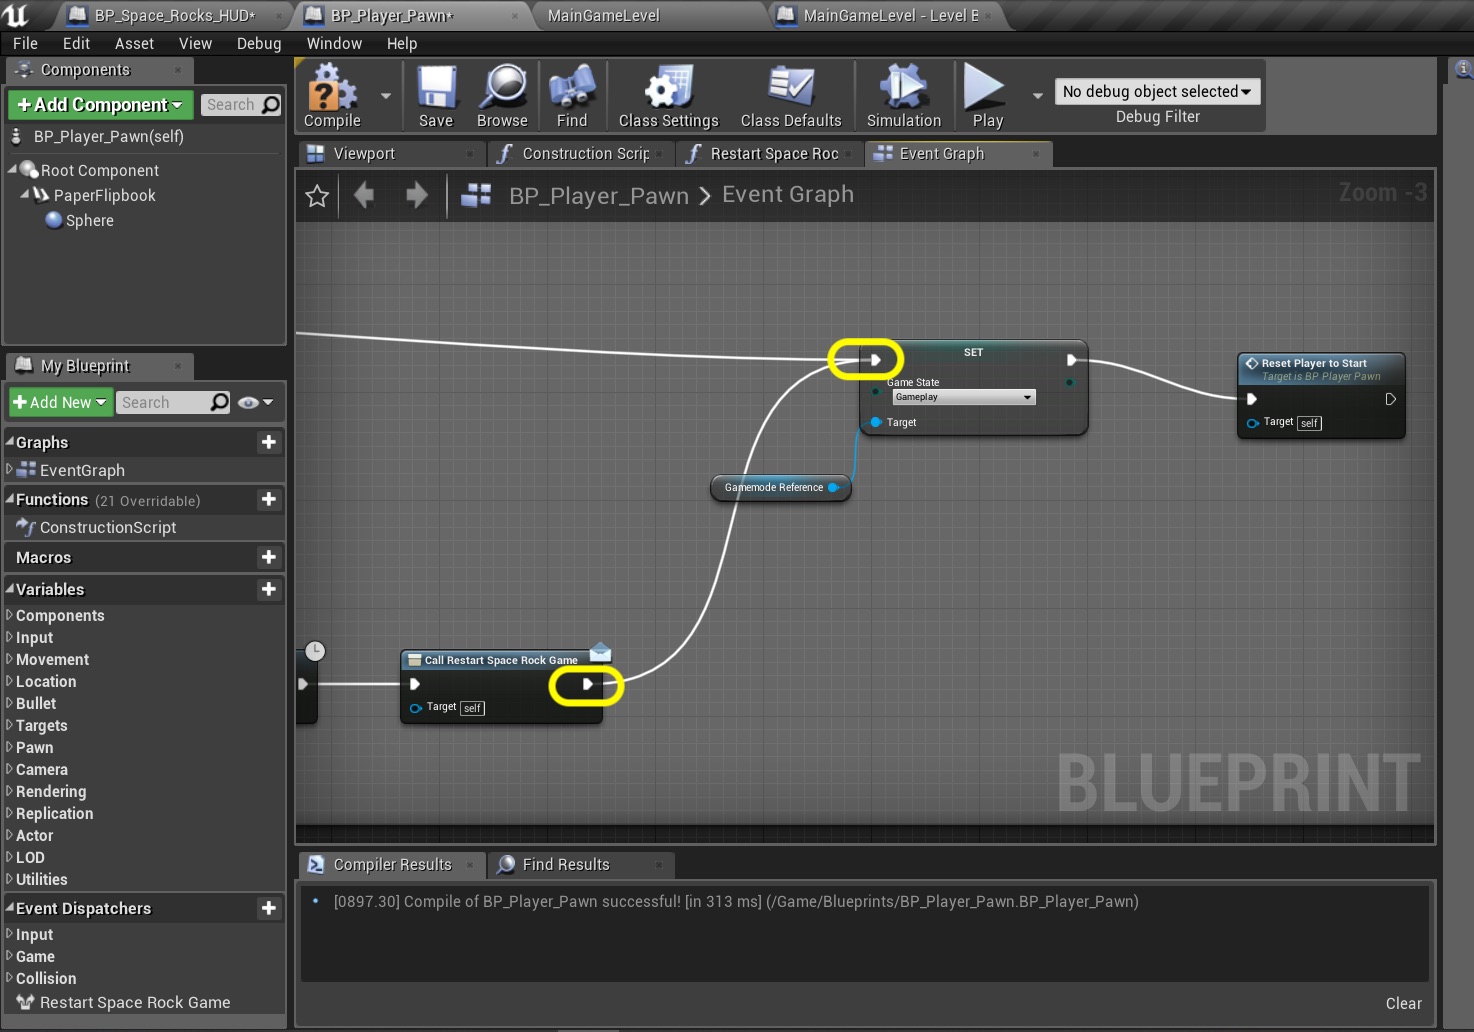 BP_Space_Rocks_HUD*
BP_Player_Pawn*
MainGameLevel
MainGameLevel - Level B
File Edit Asset View Debug Window Help
Components
+Add Component
Search
BP_Player_Pawn(self)
Root Component
PaperFlipbook
Sphere
Compile
Save
Browse
Find
Class Settings
Class Defaults
Simulation
Play
No debug object selected
Debug Filter
Viewport
Construction Scrip
Restart Space Roc
Event Graph
BP_Player_Pawn > Event Graph
Zoom -3
My Blueprint
+Add New
Search
Graphs
EventGraph
Functions (21 Overridable)
ConstructionScript
Macros
Variables
Components
Input
Movement
Location
Bullet
Targets
Pawn
Camera
Rendering
Replication
Actor
LOD
Utilities
Event Dispatchers
Input
Game
Collision
Restart Space Rock Game
SET
Game State
Gameplay
Target
Reset Player to Start
Target is BP Player Pawn
Target self
Gamemode Reference
Call Restart Space Rock Game
Target self
BLUEPRINT
Compiler Results
Find Results
[0897.30] Compile of BP_Player_Pawn successful! [in 313 ms] (/Game/Blueprints/BP_Player_Pawn.BP_Player_Pawn)
Clear